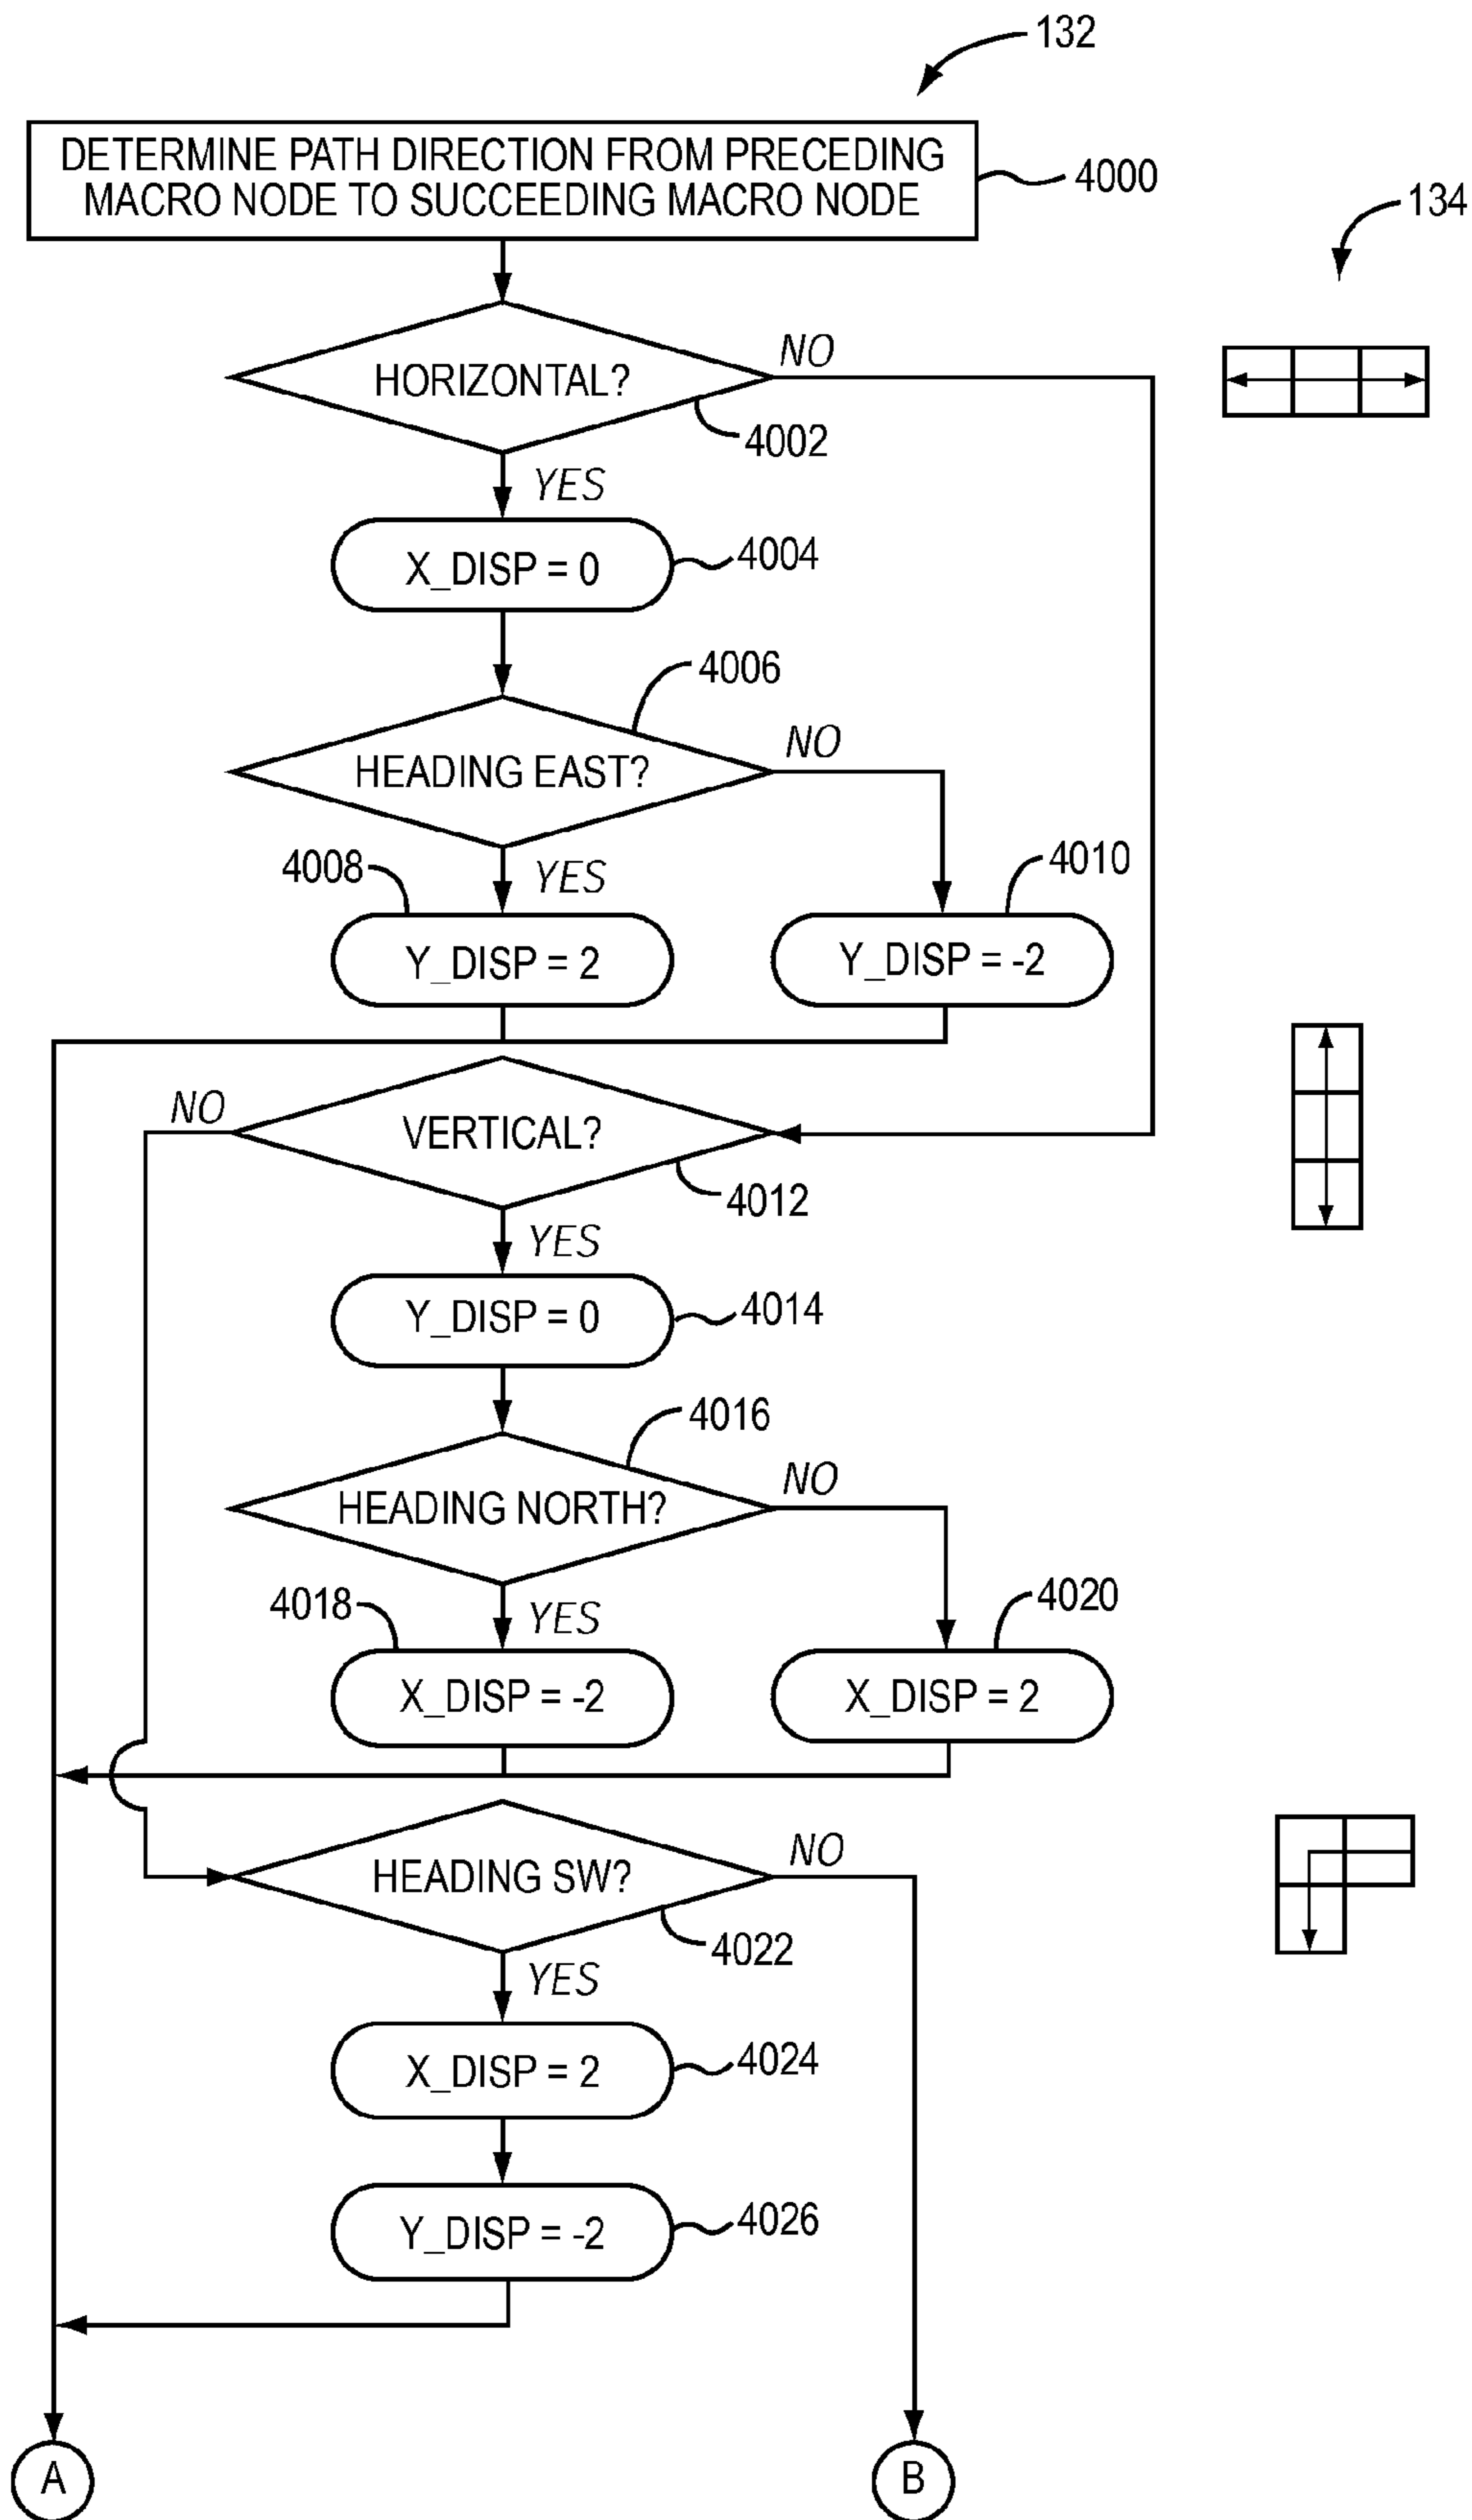 132
DETERMINE PATH DIRECTION FROM PRECEDING
MACRO NODE TO SUCCEEDING MACRO NODE
4000
134
HORIZONTAL?
NO
4002
YES
X_DISP = 0
4004
4006
HEADING EAST?
NO
4008
YES
4010
Y_DISP = 2
Y_DISP = -2
NO
VERTICAL?
4012
YES
Y_DISP = 0
4014
4016
HEADING NORTH?
NO
4018
YES
4020
X_DISP = -2
X_DISP = 2
HEADING SW?
NO
4022
YES
X_DISP = 2
4024
Y_DISP = -2
4026
A
B